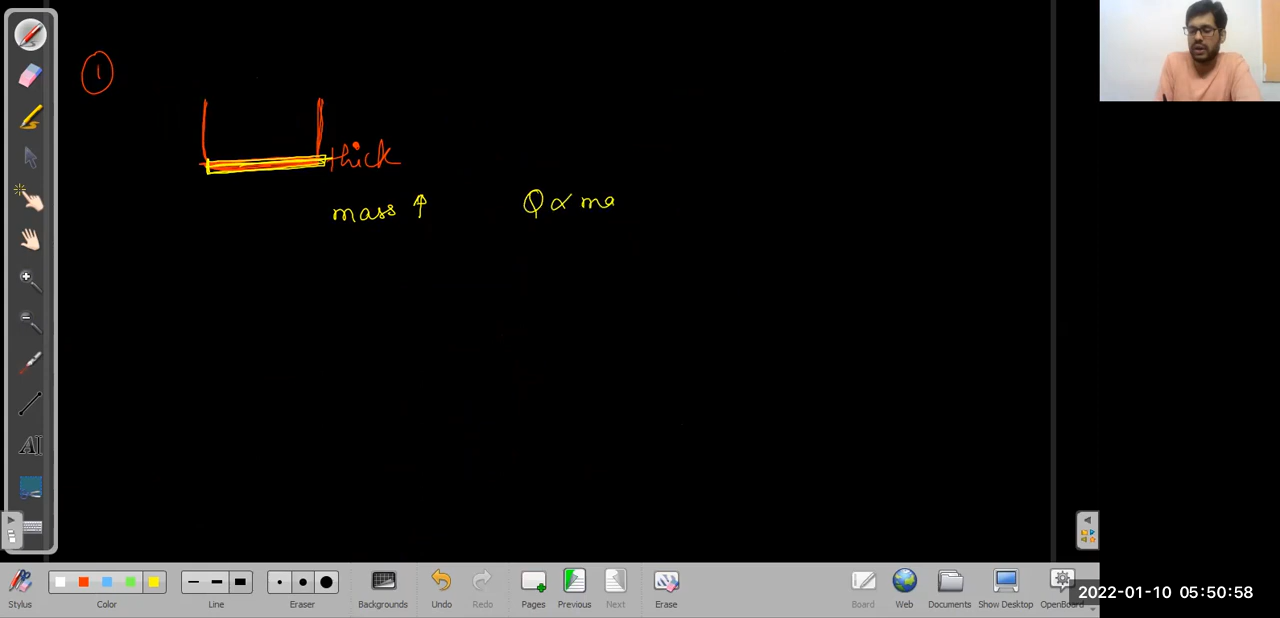 1
thick
mass ↑ Q ∝ ma
AI
Stylus Color Line Eraser Backgrounds Undo Redo Pages Previous Next Erase Board Web Documents Show Desktop OpenBoard
2022-01-10 05:50:58